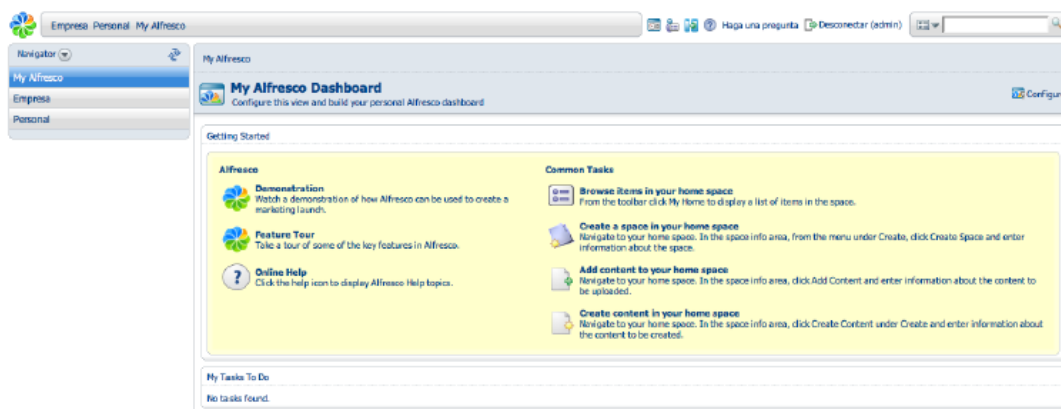 Empresa Personal My Alfresco
Haga una pregunta Desconectar (admin)
Navigator
My Alfresco
Empresa
Personal
My Alfresco
My Alfresco Dashboard
Configure this view and build your personal Alfresco dashboard
Configure
Getting Started
Alfresco
Demonstration
Watch a demonstration of how Alfresco can be used to create a
marketing launch.
Feature Tour
Take a tour of some of the key features in Alfresco.
Online Help
Click the help icon to display Alfresco Help topics.
Common Tasks
Browse items in your home space
From the toolbar click My Home to display a list of items in the space.
Create a space in your home space
Navigate to your home space. In the space info area, from the menu under Create, click Create Space and enter
information about the space.
Add content to your home space
Navigate to your home space. In the space info area, click Add Content and enter information about the content to
be uploaded.
Create content in your home space
Navigate to your home space. In the space info area, click Create Content under Create and enter information about
the content to be created.
My Tasks To Do
No tasks found.